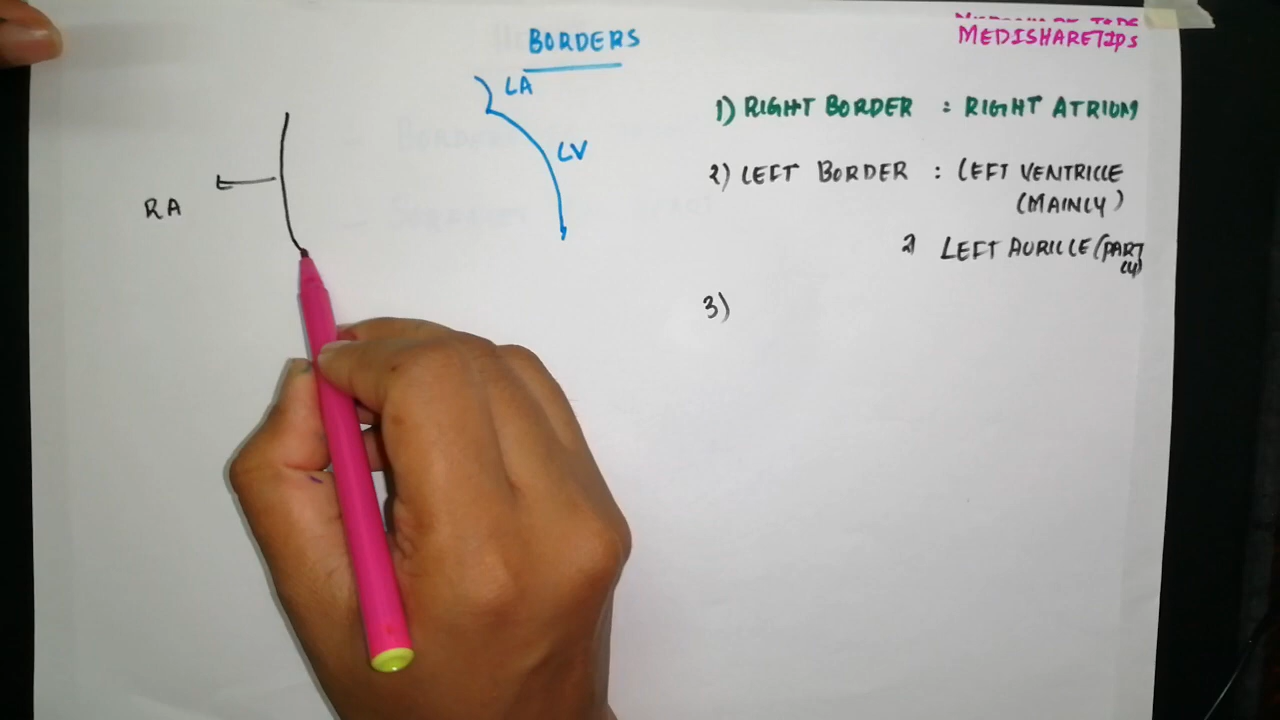 BORDERS
MEDISHARETIPS
LA
LV
RA
1) RIGHT BORDER : RIGHT ATRIUM
2) LEFT BORDER : LEFT VENTRICLE
(MAINLY)
LEFT AURICLE (PART
LY)
3)